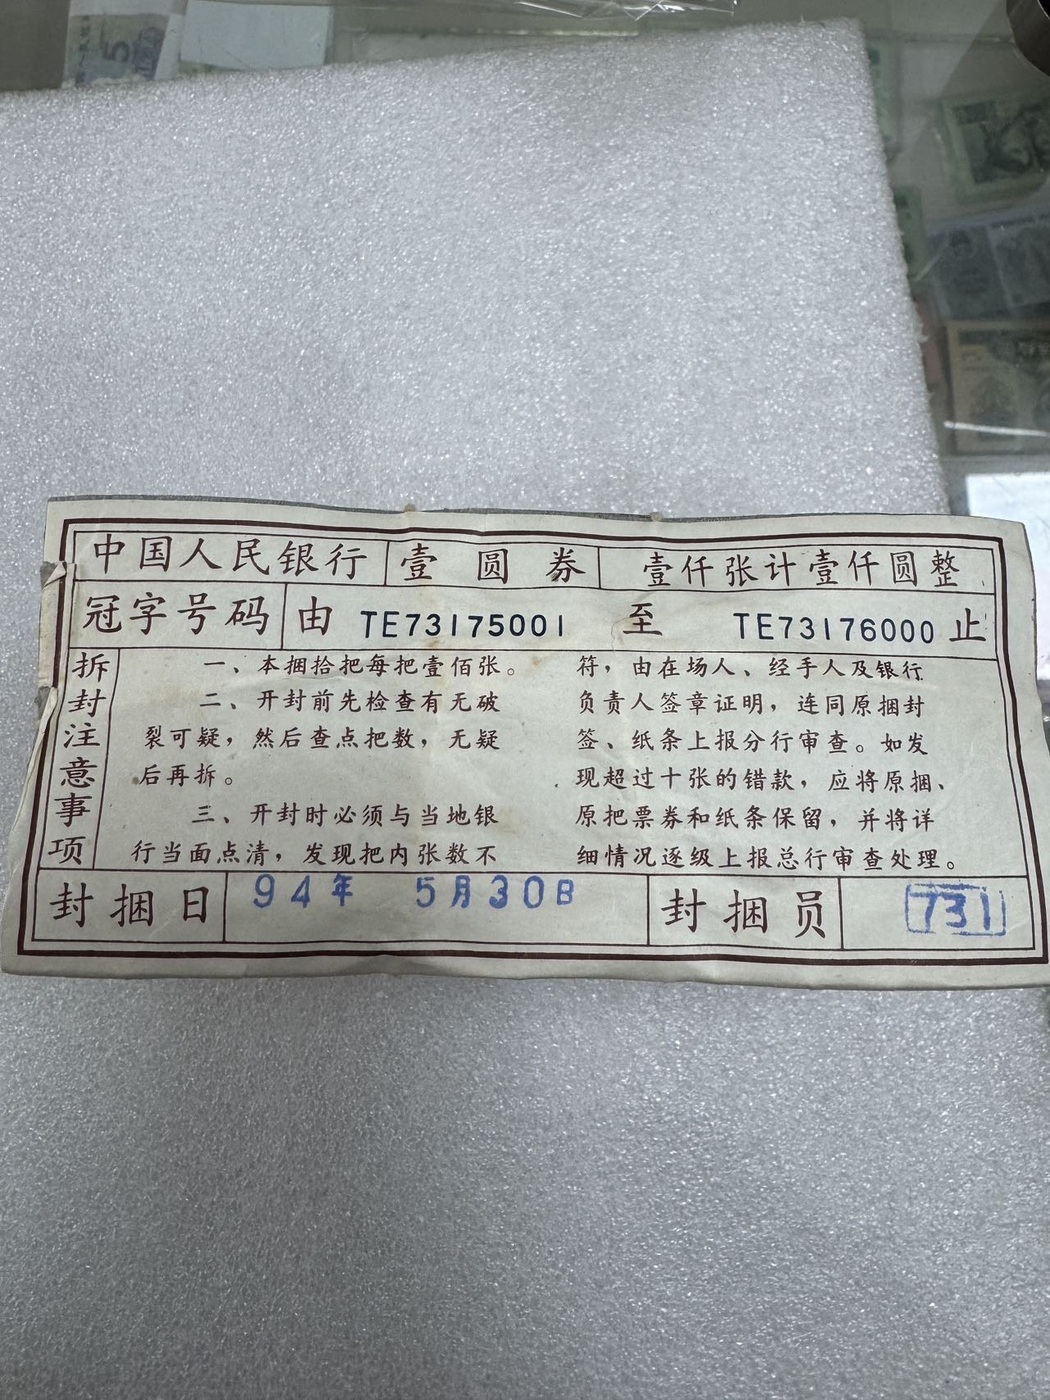 中国人民银行 壹圆券 壹仟张计壹仟圆整
冠字号码 由 TE73175001 至 TE73176000 止
拆封注意事项
一、本捆拾把每把壹佰张。
二、开封前先检查有无破
裂可疑，然后查点把数，无疑
后再拆。
三、开封时必须与当地银
行当面点清，发现把内张数不
符，由在场人、经手人及银行
负责人签章证明，连同原捆封
签、纸条上报分行审查。如发
现超过十张的错款，应将原捆、
原把票券和纸条保留，并将详
细情况逐级上报总行审查处理。
封捆日 94年 5月30日 封捆员 731
5